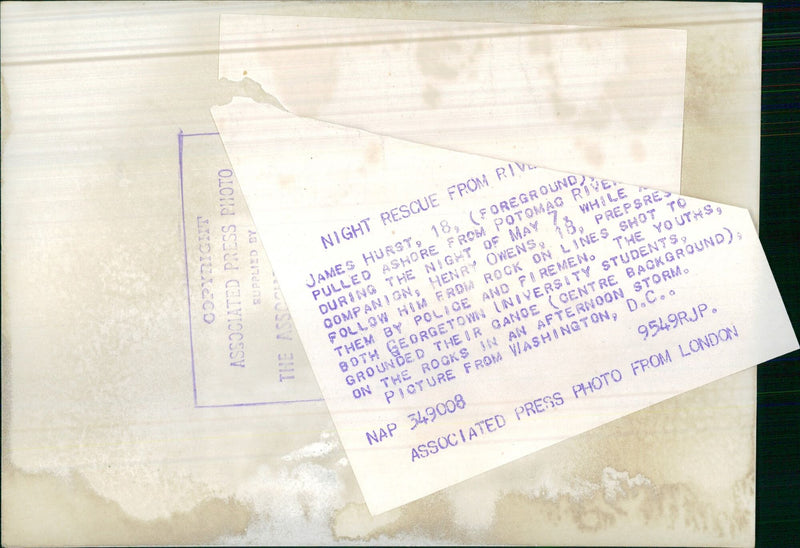 NIGHT RESCUE FROM
JAMES HURST, 18, (FOREGROUND),
PULLED ASHORE FROM POTOMAC RIVER
DURING THE NIGHT OF MAY 7, WHILE
COMPANION, HENRY OWENS, 18, PREPSRES
FOLLOW HIM FROM ROCK ON LINES SHOT TO
THEM BY POLICE AND FIREMEN. THE YOUTHS,
BOTH GEORGETOWN UNIVERSITY STUDENTS,
GROUNDED THEIR CANOE (CENTRE BACKGROUND),
ON THE ROCKS IN AN AFTERNOON STORM.
PICTURE FROM WASHINGTON, D.C..
9549RJP.
NAP 349008
ASSOCIATED PRESS PHOTO FROM LONDON
COPYRIGHT
ASSOCIATED PRESS PHOTO
SUPPLIED BY
THE